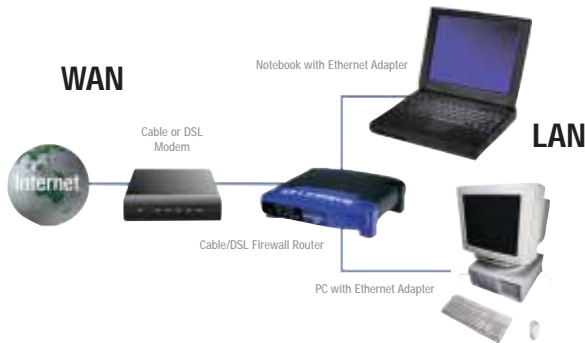 WAN
Notebook with Ethernet Adapter
LAN
Cable or DSL
Modem
Internet
Cable/DSL Firewall Router
PC with Ethernet Adapter